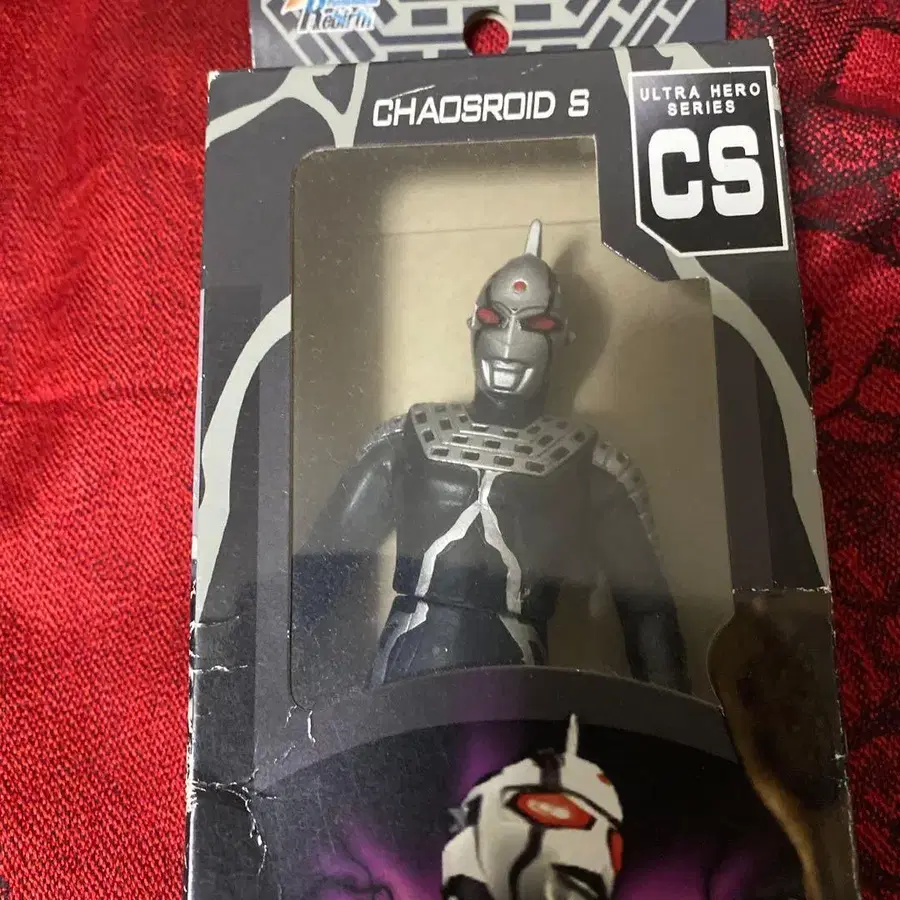 Rebirth
CHAOSROID S
ULTRA HERO
SERIES
CS